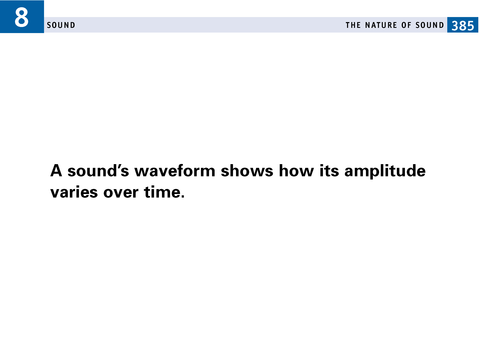 8 SOUND THE NATURE OF SOUND 385
A sound’s waveform shows how its amplitude
varies over time.